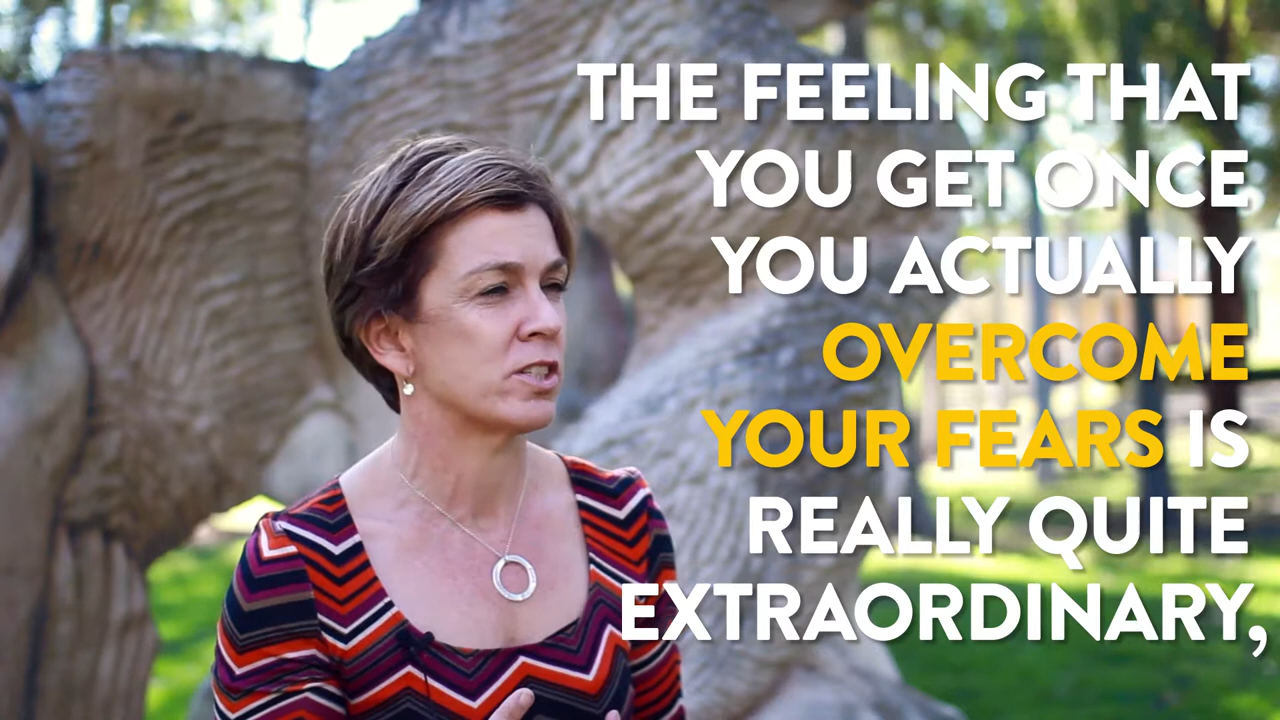 THE FEELING THAT
YOU GET ONCE
YOU ACTUALLY
OVERCOME
YOUR FEARS IS
REALLY QUITE
EXTRAORDINARY,